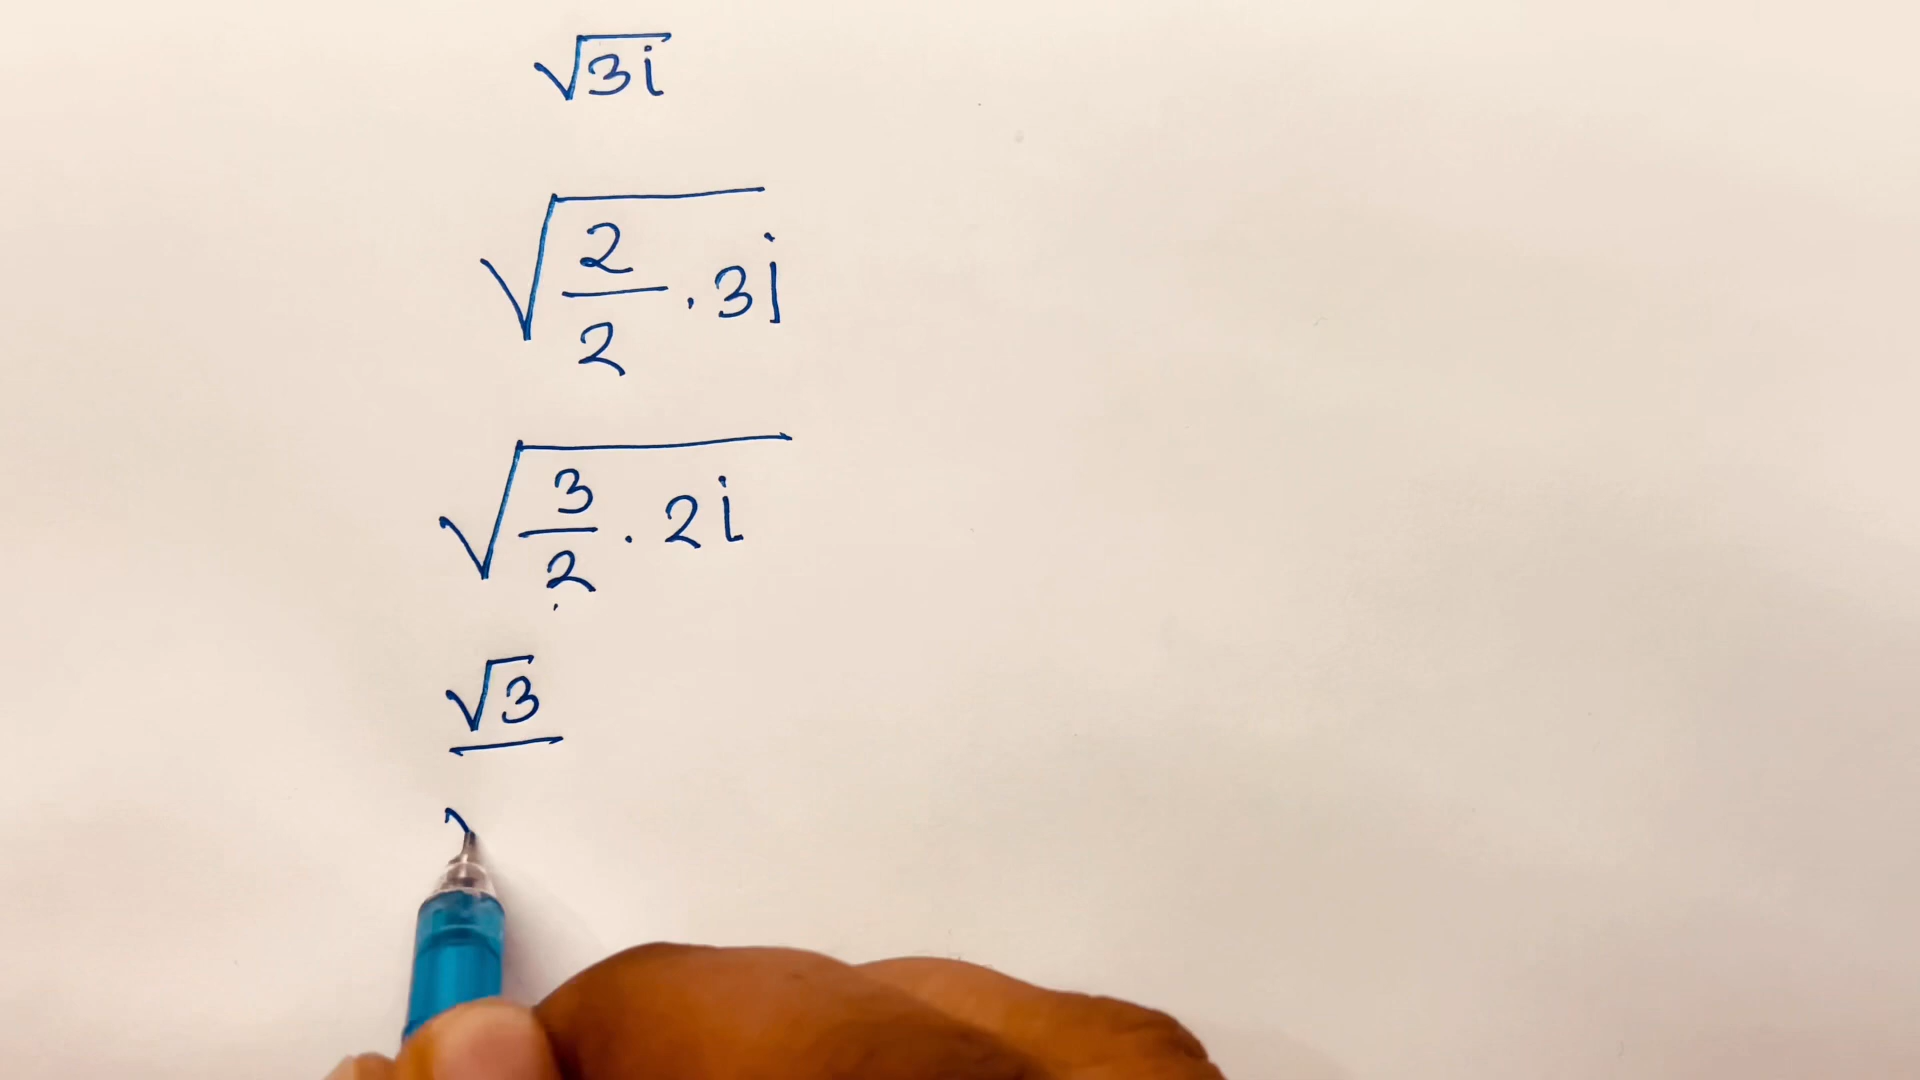 √3i
√2/2 . 3i
√3/2 . 2i
√3